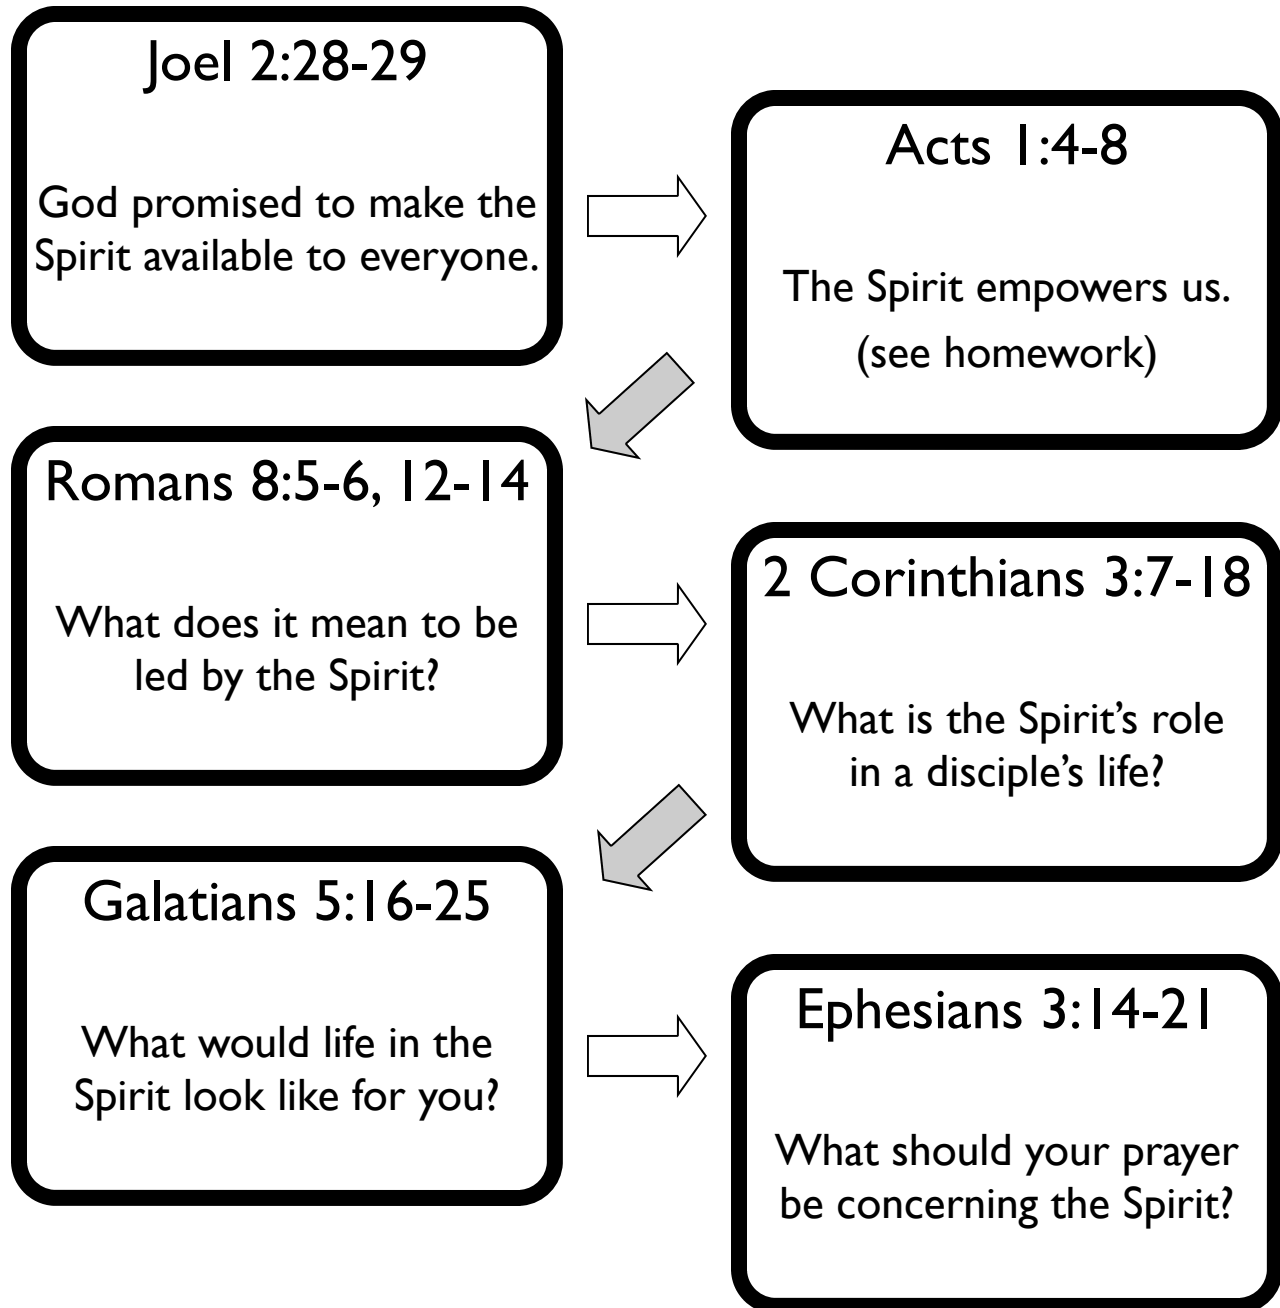 Joel 2:28-29
God promised to make the
Spirit available to everyone.
Acts 1:4-8
The Spirit empowers us.
(see homework)
Romans 8:5-6, 12-14
What does it mean to be
led by the Spirit?
2 Corinthians 3:7-18
What is the Spirit’s role
in a disciple’s life?
Galatians 5:16-25
What would life in the
Spirit look like for you?
Ephesians 3:14-21
What should your prayer
be concerning the Spirit?